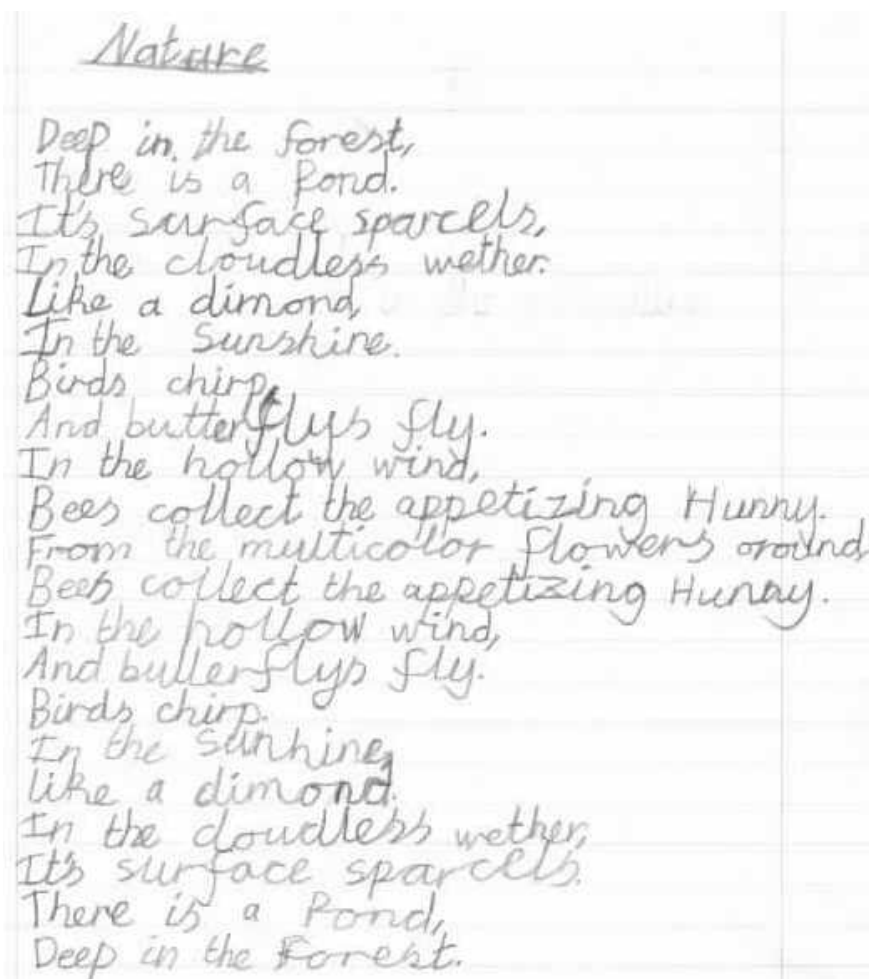 Nature
Deep in the forest,
There is a Pond.
It's surface sparcels,
In the cloudless wether.
Like a dimond,
In the Sunshine.
Birds chirp,
And butterflys fly.
In the hollow wind,
Bees collect the appetizing Hunny.
From the multicolor flowers around,
Bees collect the appetizing Hunny.
In the hollow wind,
And butterflys fly.
Birds chirp.
In the Sunhine,
like a dimond.
In the cloudless wether,
It's surface sparcels.
There is a Pond,
Deep in the Forest.